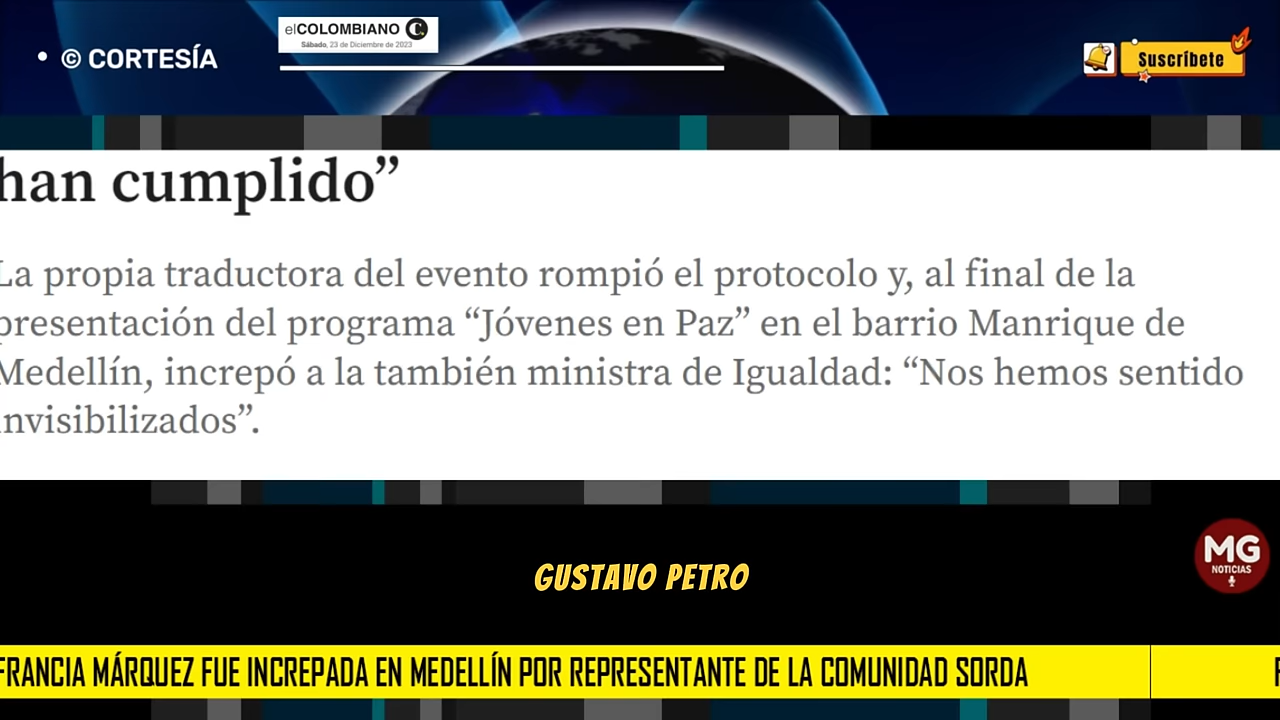 elCOLOMBIANO
Sábado, 23 de Diciembre de 2023
• © CORTESÍA
Suscríbete
han cumplido”
La propia traductora del evento rompió el protocolo y, al final de la
presentación del programa “Jóvenes en Paz” en el barrio Manrique de
Medellín, increpó a la también ministra de Igualdad: “Nos hemos sentido
invisibilizados”.
GUSTAVO PETRO
MG
NOTICIAS
FRANCIA MÁRQUEZ FUE INCREPADA EN MEDELLÍN POR REPRESENTANTE DE LA COMUNIDAD SORDA